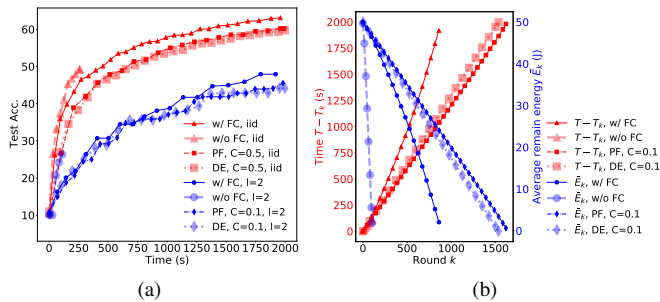 Test Acc.
60
50
40
30
20
10
0 250 500 750 1000 1250 1500 1750 2000
Time (s)
w/ FC, iid
w/o FC, iid
PF, C=0.5, iid
DE, C=0.5, iid
w/ FC, l=2
w/o FC, l=2
PF, C=0.1, l=2
DE, C=0.1, l=2
(a)
Time T − T_k (s)
2000
1750
1500
1250
1000
750
500
250
0
0 500 1000 1500
Round k
50
40
30
20
10
0
Average remain energy Ē_k (J)
T − T_k, w/ FC
T − T_k, w/o FC
T − T_k, PF, C=0.1
T − T_k, DE, C=0.1
Ē_k, w/ FC
Ē_k, w/o FC
Ē_k, PF, C=0.1
Ē_k, DE, C=0.1
(b)